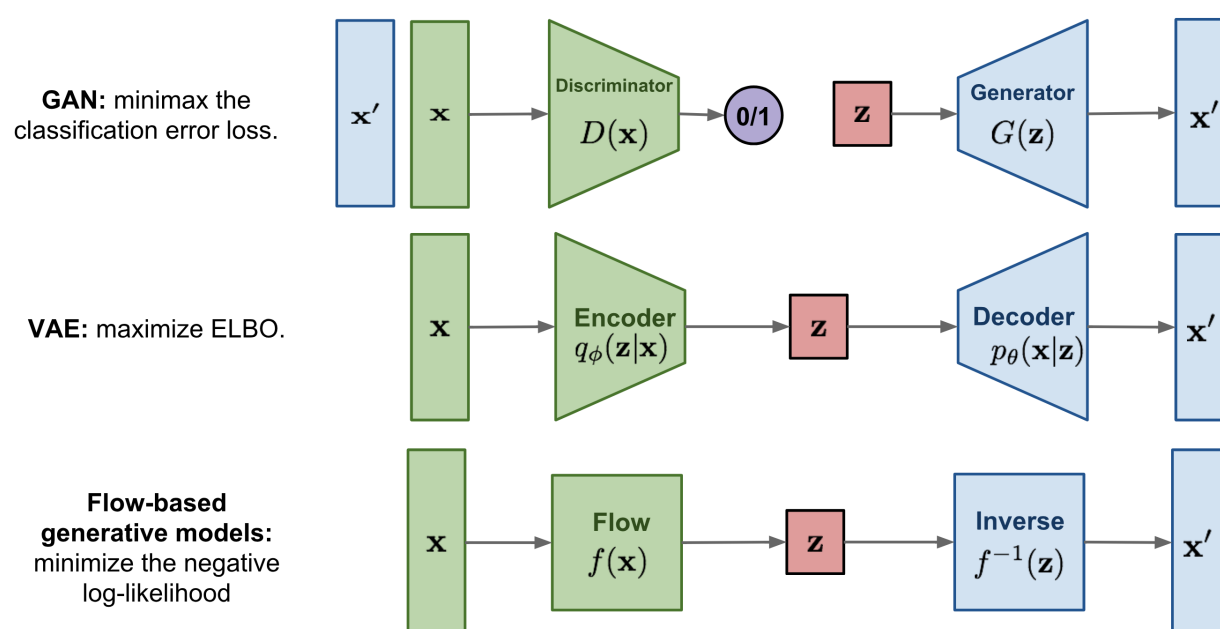 GAN: minimax the
classification error loss.
x′
x
Discriminator
D(x)
0/1
z
Generator
G(z)
x′
VAE: maximize ELBO.
x
Encoder
qϕ(z|x)
z
Decoder
pθ(x|z)
x′
Flow-based
generative models:
minimize the negative
log-likelihood
x
Flow
f(x)
z
Inverse
f⁻¹(z)
x′